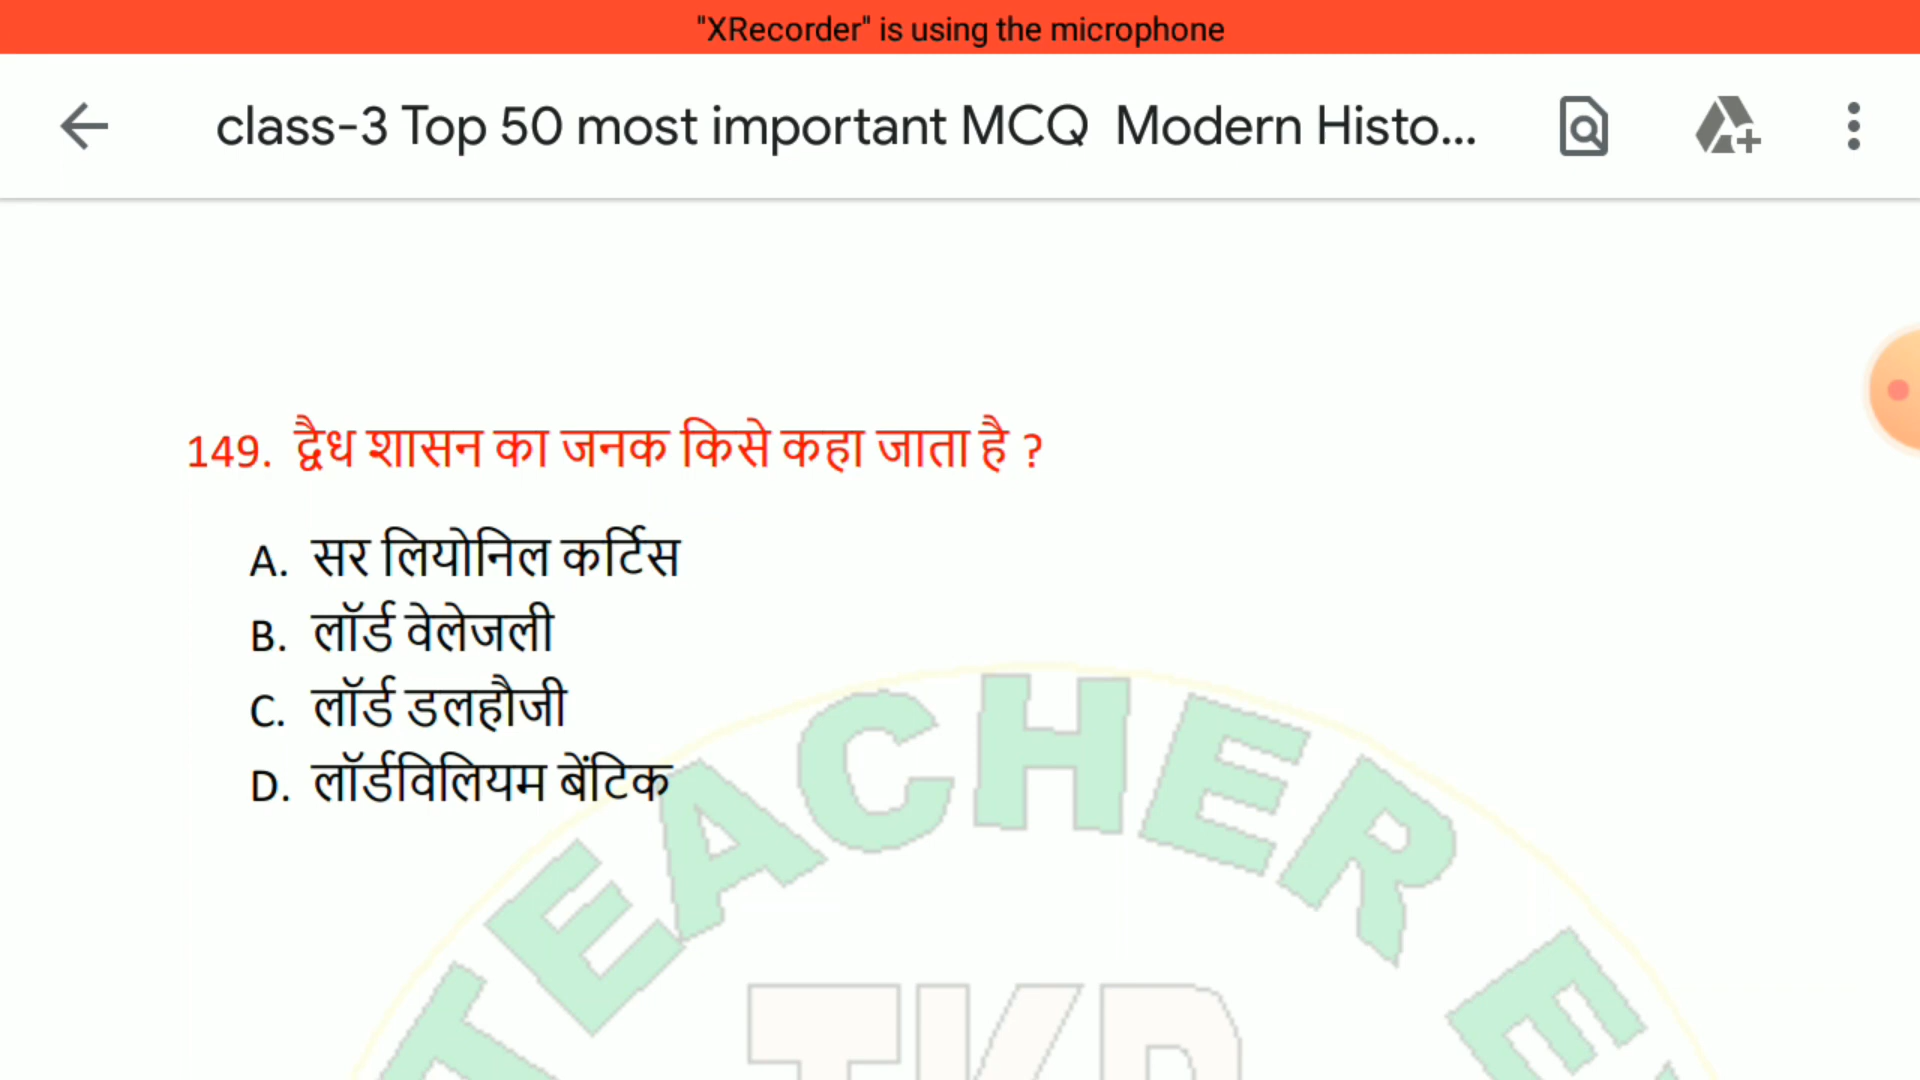 "XRecorder" is using the microphone
class-3 Top 50 most important MCQ Modern Histo...
149. द्वैध शासन का जनक किसे कहा जाता है ?
A. सर लियोनिल कर्टिस
B. लॉर्ड वेलेजली
C. लॉर्ड डलहौजी
D. लॉर्डविलियम बेंटिक
TEACHER E